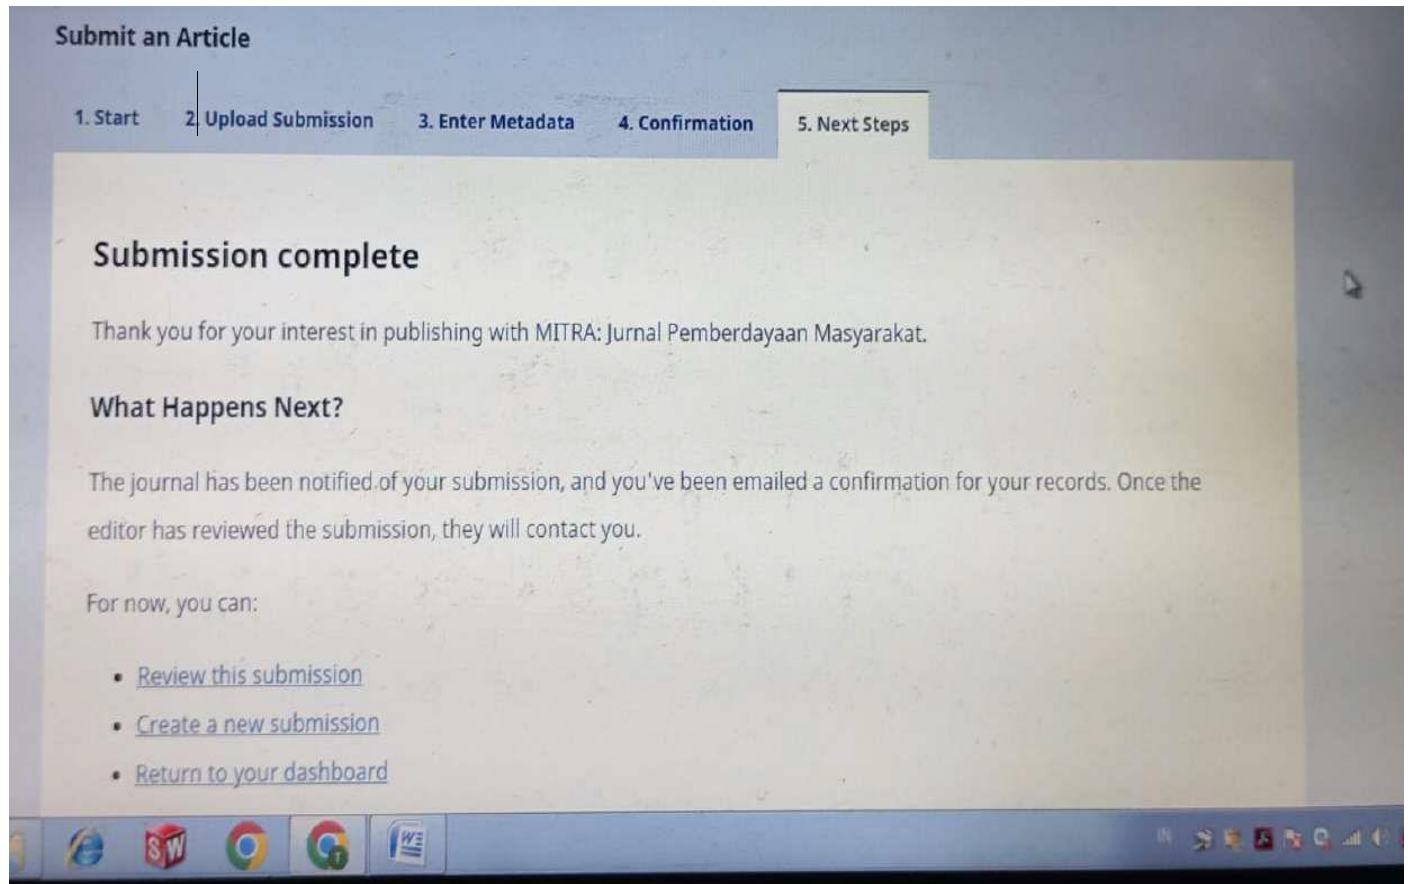 Submit an Article
1. Start 2. Upload Submission 3. Enter Metadata 4. Confirmation 5. Next Steps
Submission complete
Thank you for your interest in publishing with MITRA: Jurnal Pemberdayaan Masyarakat.
What Happens Next?
The journal has been notified of your submission, and you've been emailed a confirmation for your records. Once the
editor has reviewed the submission, they will contact you.
For now, you can:
• Review this submission
• Create a new submission
• Return to your dashboard
SW T W IN